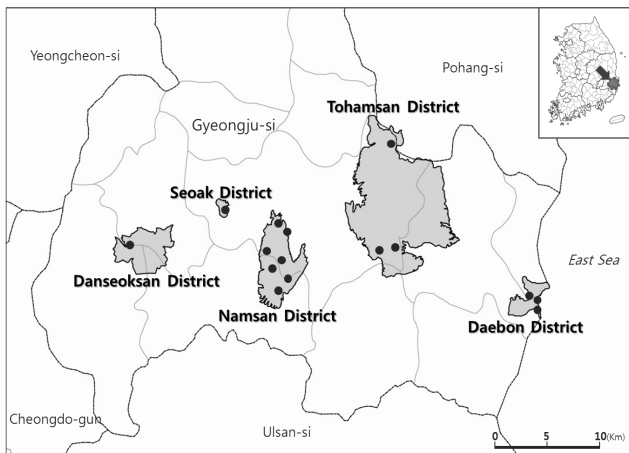 Yeongcheon-si
Pohang-si
Tohamsan District
Gyeongju-si
Seoak District
East Sea
Danseoksan District
Namsan District
Daebon District
Cheongdo-gun
Ulsan-si
0 5 10(Km)